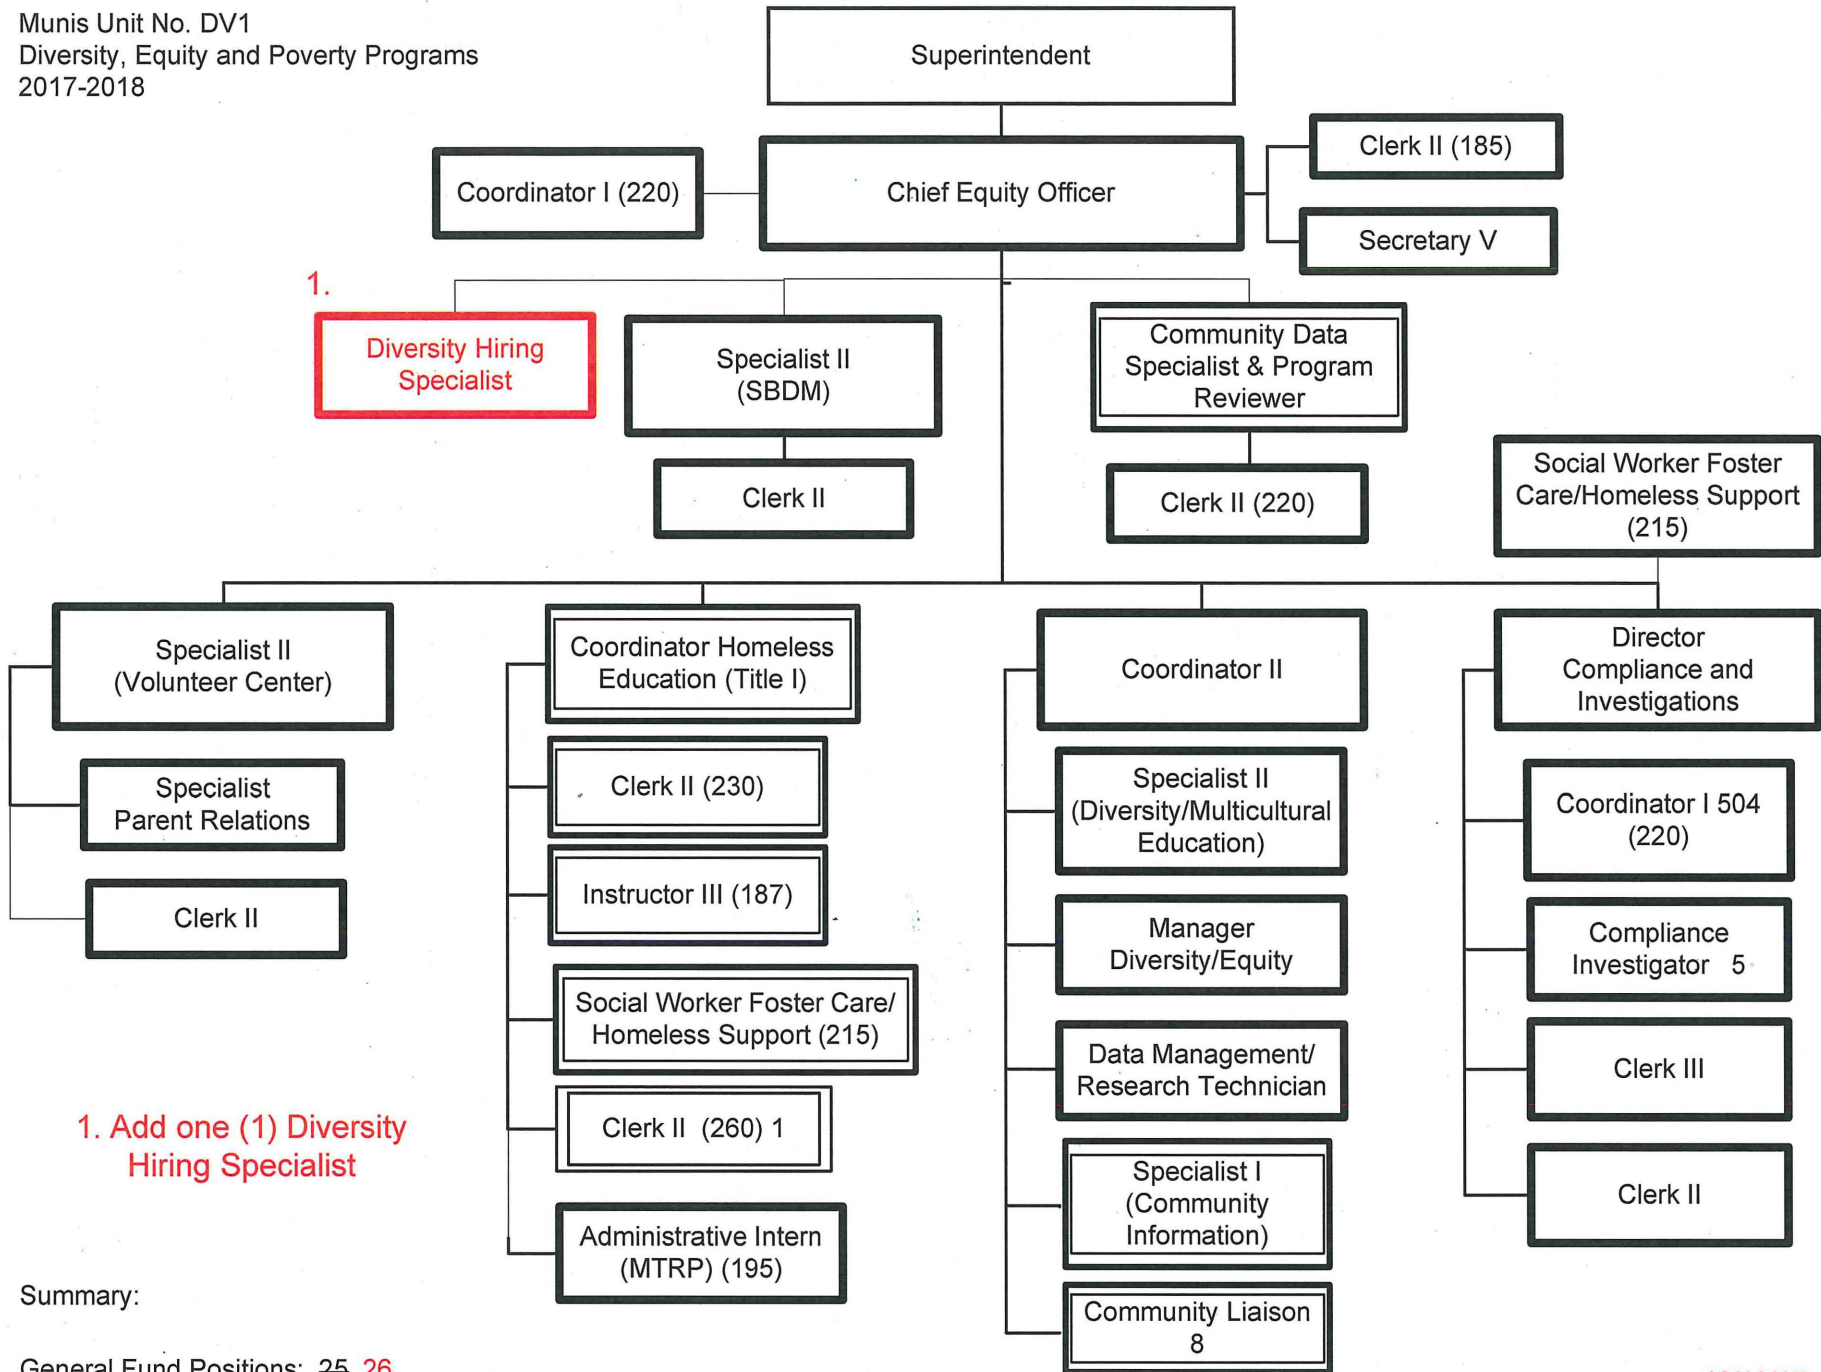 Munis Unit No. DV1
Diversity, Equity and Poverty Programs
2017-2018
Superintendent
Coordinator I (220)
Chief Equity Officer
Clerk II (185)
Secretary V
1.
Diversity Hiring
Specialist
Specialist II
(SBDM)
Community Data
Specialist & Program
Reviewer
Clerk II
Clerk II (220)
Social Worker Foster
Care/Homeless Support
(215)
Specialist II
(Volunteer Center)
Specialist
Parent Relations
Clerk II
Coordinator Homeless
Education (Title I)
Clerk II (230)
Instructor III (187)
Social Worker Foster Care/
Homeless Support (215)
Clerk II (260) 1
Administrative Intern
(MTRP) (195)
Coordinator II
Specialist II
(Diversity/Multicultural
Education)
Manager
Diversity/Equity
Data Management/
Research Technician
Specialist I
(Community
Information)
Community Liaison
8
Director
Compliance and
Investigations
Coordinator I 504
(220)
Compliance
Investigator 5
Clerk III
Clerk II
1. Add one (1) Diversity
Hiring Specialist
Summary:
General Fund Positions: 25 26